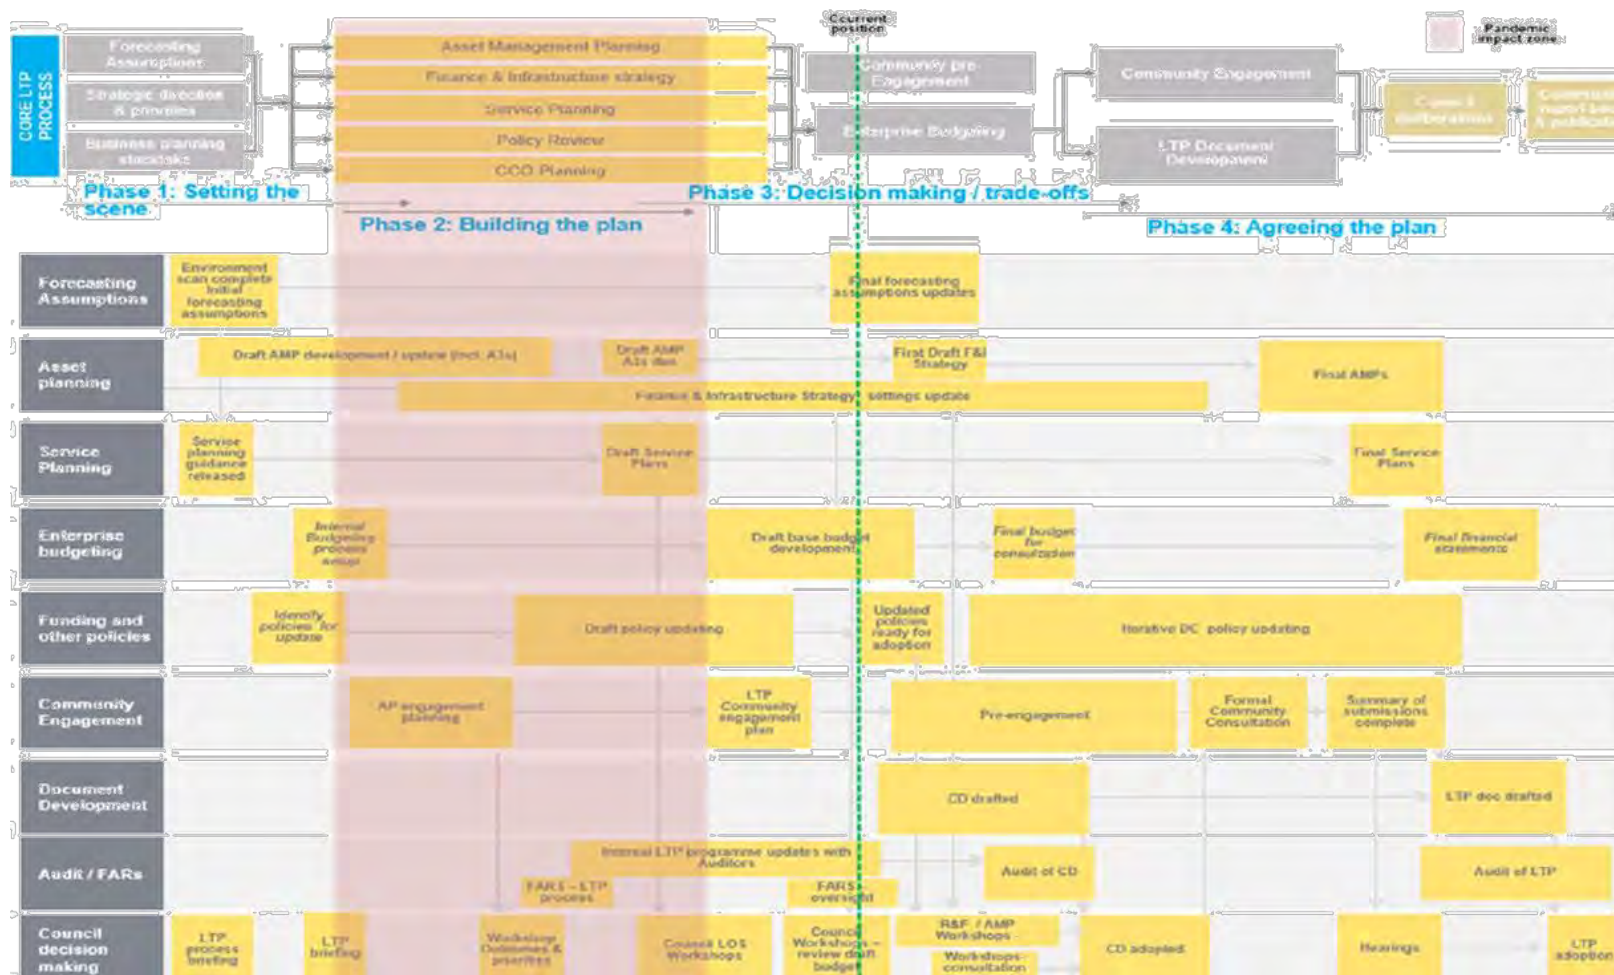 Ccurrent
position
Pandemic
impact zone
CORE LTP
PROCESS
Forecasting
Assumptions
Strategic direction
& priorities
Business planning
stocktake
Asset Management Planning
Finance & Infrastructure strategy
Service Planning
Policy Review
CCO Planning
Community pre-
Engagement
Enterprise Budgeting
Community Engagement
LTP Document
Development
Council
deliberations
Phase 1: Setting the
scene
Phase 2: Building the plan
Phase 3: Decision making / trade-offs
Phase 4: Agreeing the plan
Forecasting
Assumptions
Environment
scan complete
Initial
forecasting
assumptions
Final forecasting
assumptions updates
Asset
planning
Draft AMP development / update (incl. A3s)
Draft AMP
A3s due
First Draft F&I
Strategy
Final AMPs
Finance & Infrastructure Strategy settings update
Service
Planning
Service
planning
guidance
released
Draft Service
Plans
Final Service
Plans
Enterprise
budgeting
Internal
Budgeting
process
setup
Draft base budget
development
Final budget
for
consultation
Final financial
statements
Funding and
other policies
Identify
policies for
update
Draft policy updating
Updated
policies
ready for
adoption
Iterative DC policy updating
Community
Engagement
AP engagement
planning
LTP
Community
engagement
plan
Pre-engagement
Formal
Community
Consultation
Summary of
submissions
complete
Document
Development
CD drafted
LTP doc drafted
Audit / FARs
Internal LTP programme updates with
Auditors
FARS - LTP
process
FARS -
oversight
Audit of CD
Audit of LTP
Council
decision
making
LTP
process
briefing
LTP
briefing
Workshop
Outcomes &
priorities
Council LOS
Workshops
Council
Workshops -
review draft
budget
R&F / AMP
Workshops
Workshops
consultation
CD adopted
Hearings
LTP
adoption